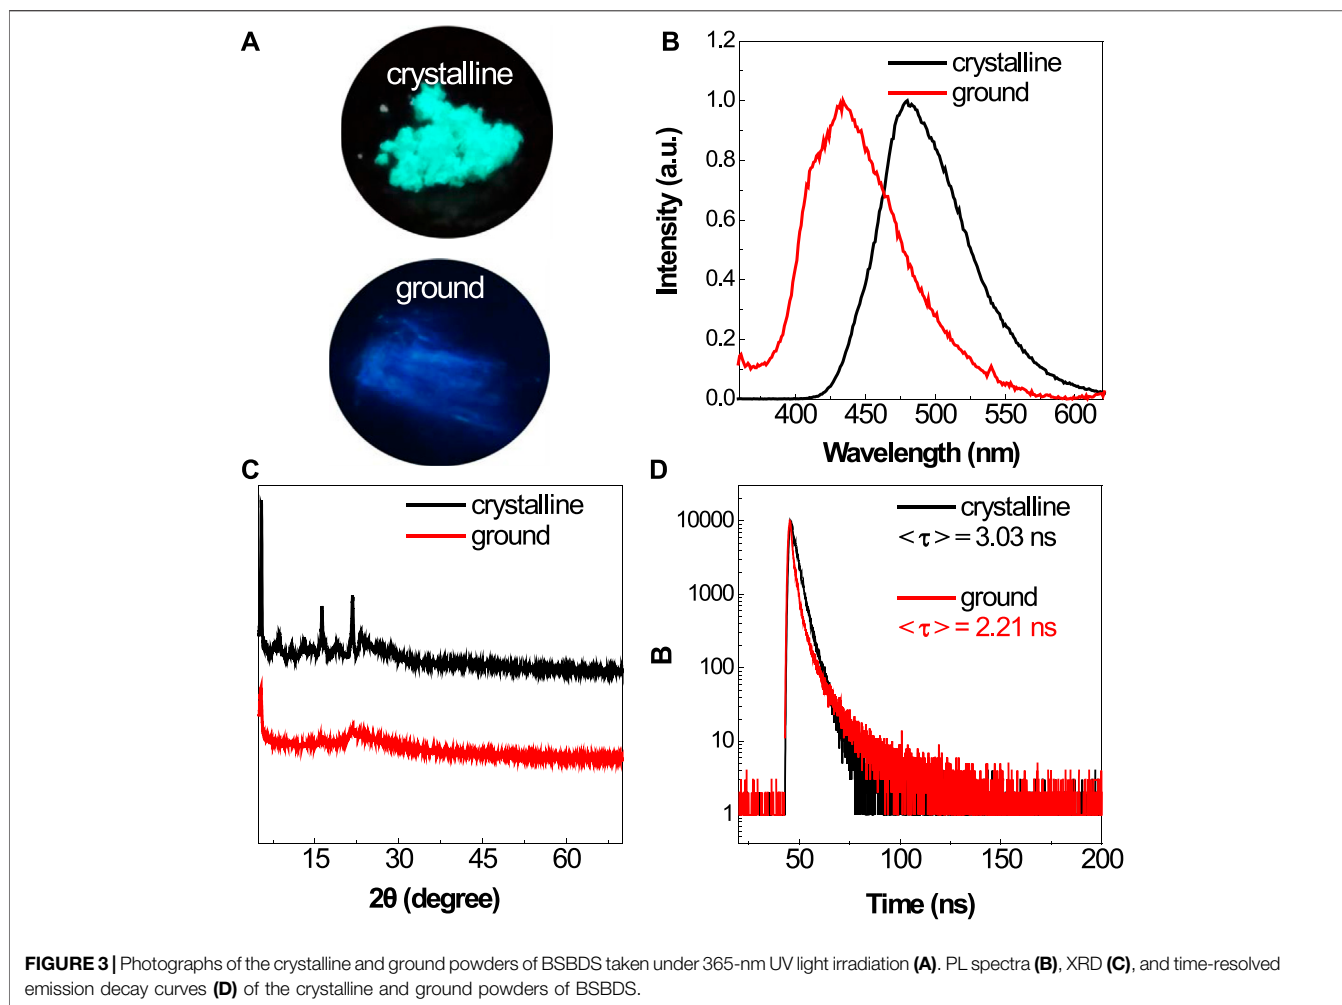 A
crystalline
ground
B
1.2
1.0
0.8
0.6
0.4
0.2
0.0
crystalline
ground
Intensity (a.u.)
400 450 500 550 600
Wavelength (nm)
C
crystalline
ground
15 30 45 60
2θ (degree)
D
10000
1000
100
10
1
B
crystalline
<τ> = 3.03 ns
ground
<τ> = 2.21 ns
50 100 150 200
Time (ns)
FIGURE 3 | Photographs of the crystalline and ground powders of BSBDS taken under 365-nm UV light irradiation (A). PL spectra (B), XRD (C), and time-resolved
emission decay curves (D) of the crystalline and ground powders of BSBDS.